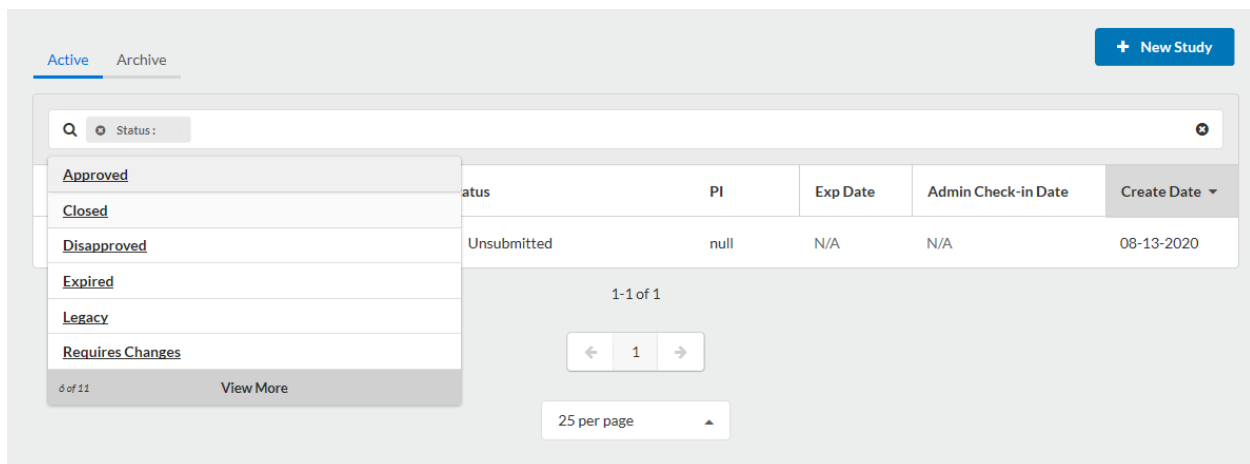 Active Archive
+ New Study
Status :
Approved
Closed
Disapproved
Expired
Legacy
Requires Changes
6 of 11 View More
atus PI Exp Date Admin Check-in Date Create Date
Unsubmitted null N/A N/A 08-13-2020
1-1 of 1
1
25 per page